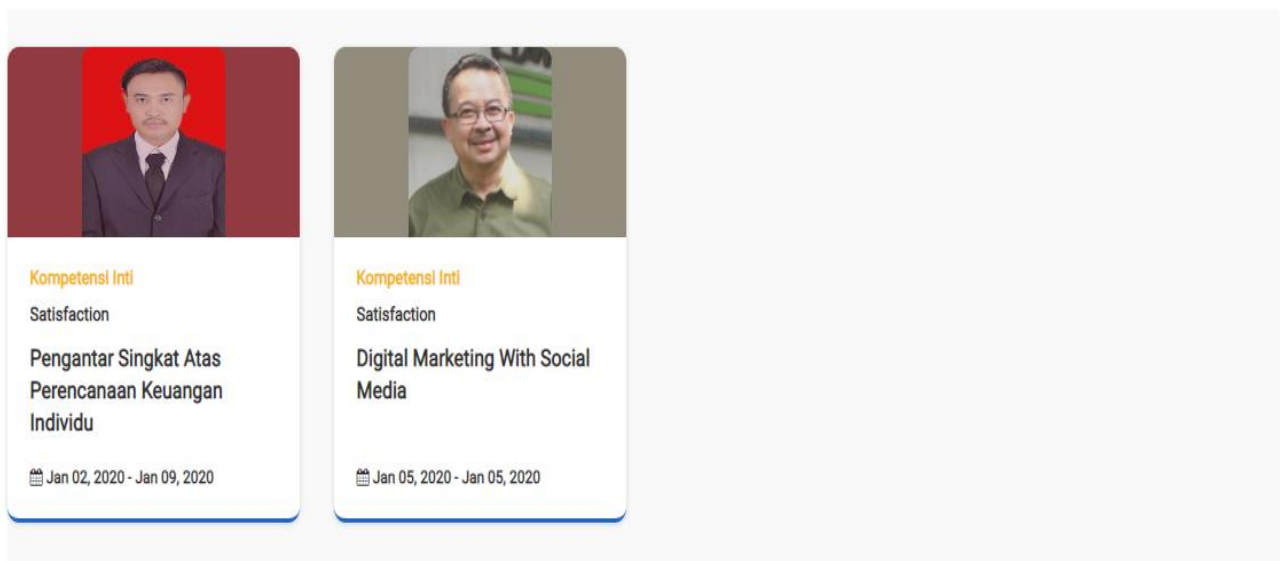 Kompetensi Inti
Satisfaction
Pengantar Singkat Atas
Perencanaan Keuangan
Individu
Jan 02, 2020 - Jan 09, 2020
Kompetensi Inti
Satisfaction
Digital Marketing With Social
Media
Jan 05, 2020 - Jan 05, 2020